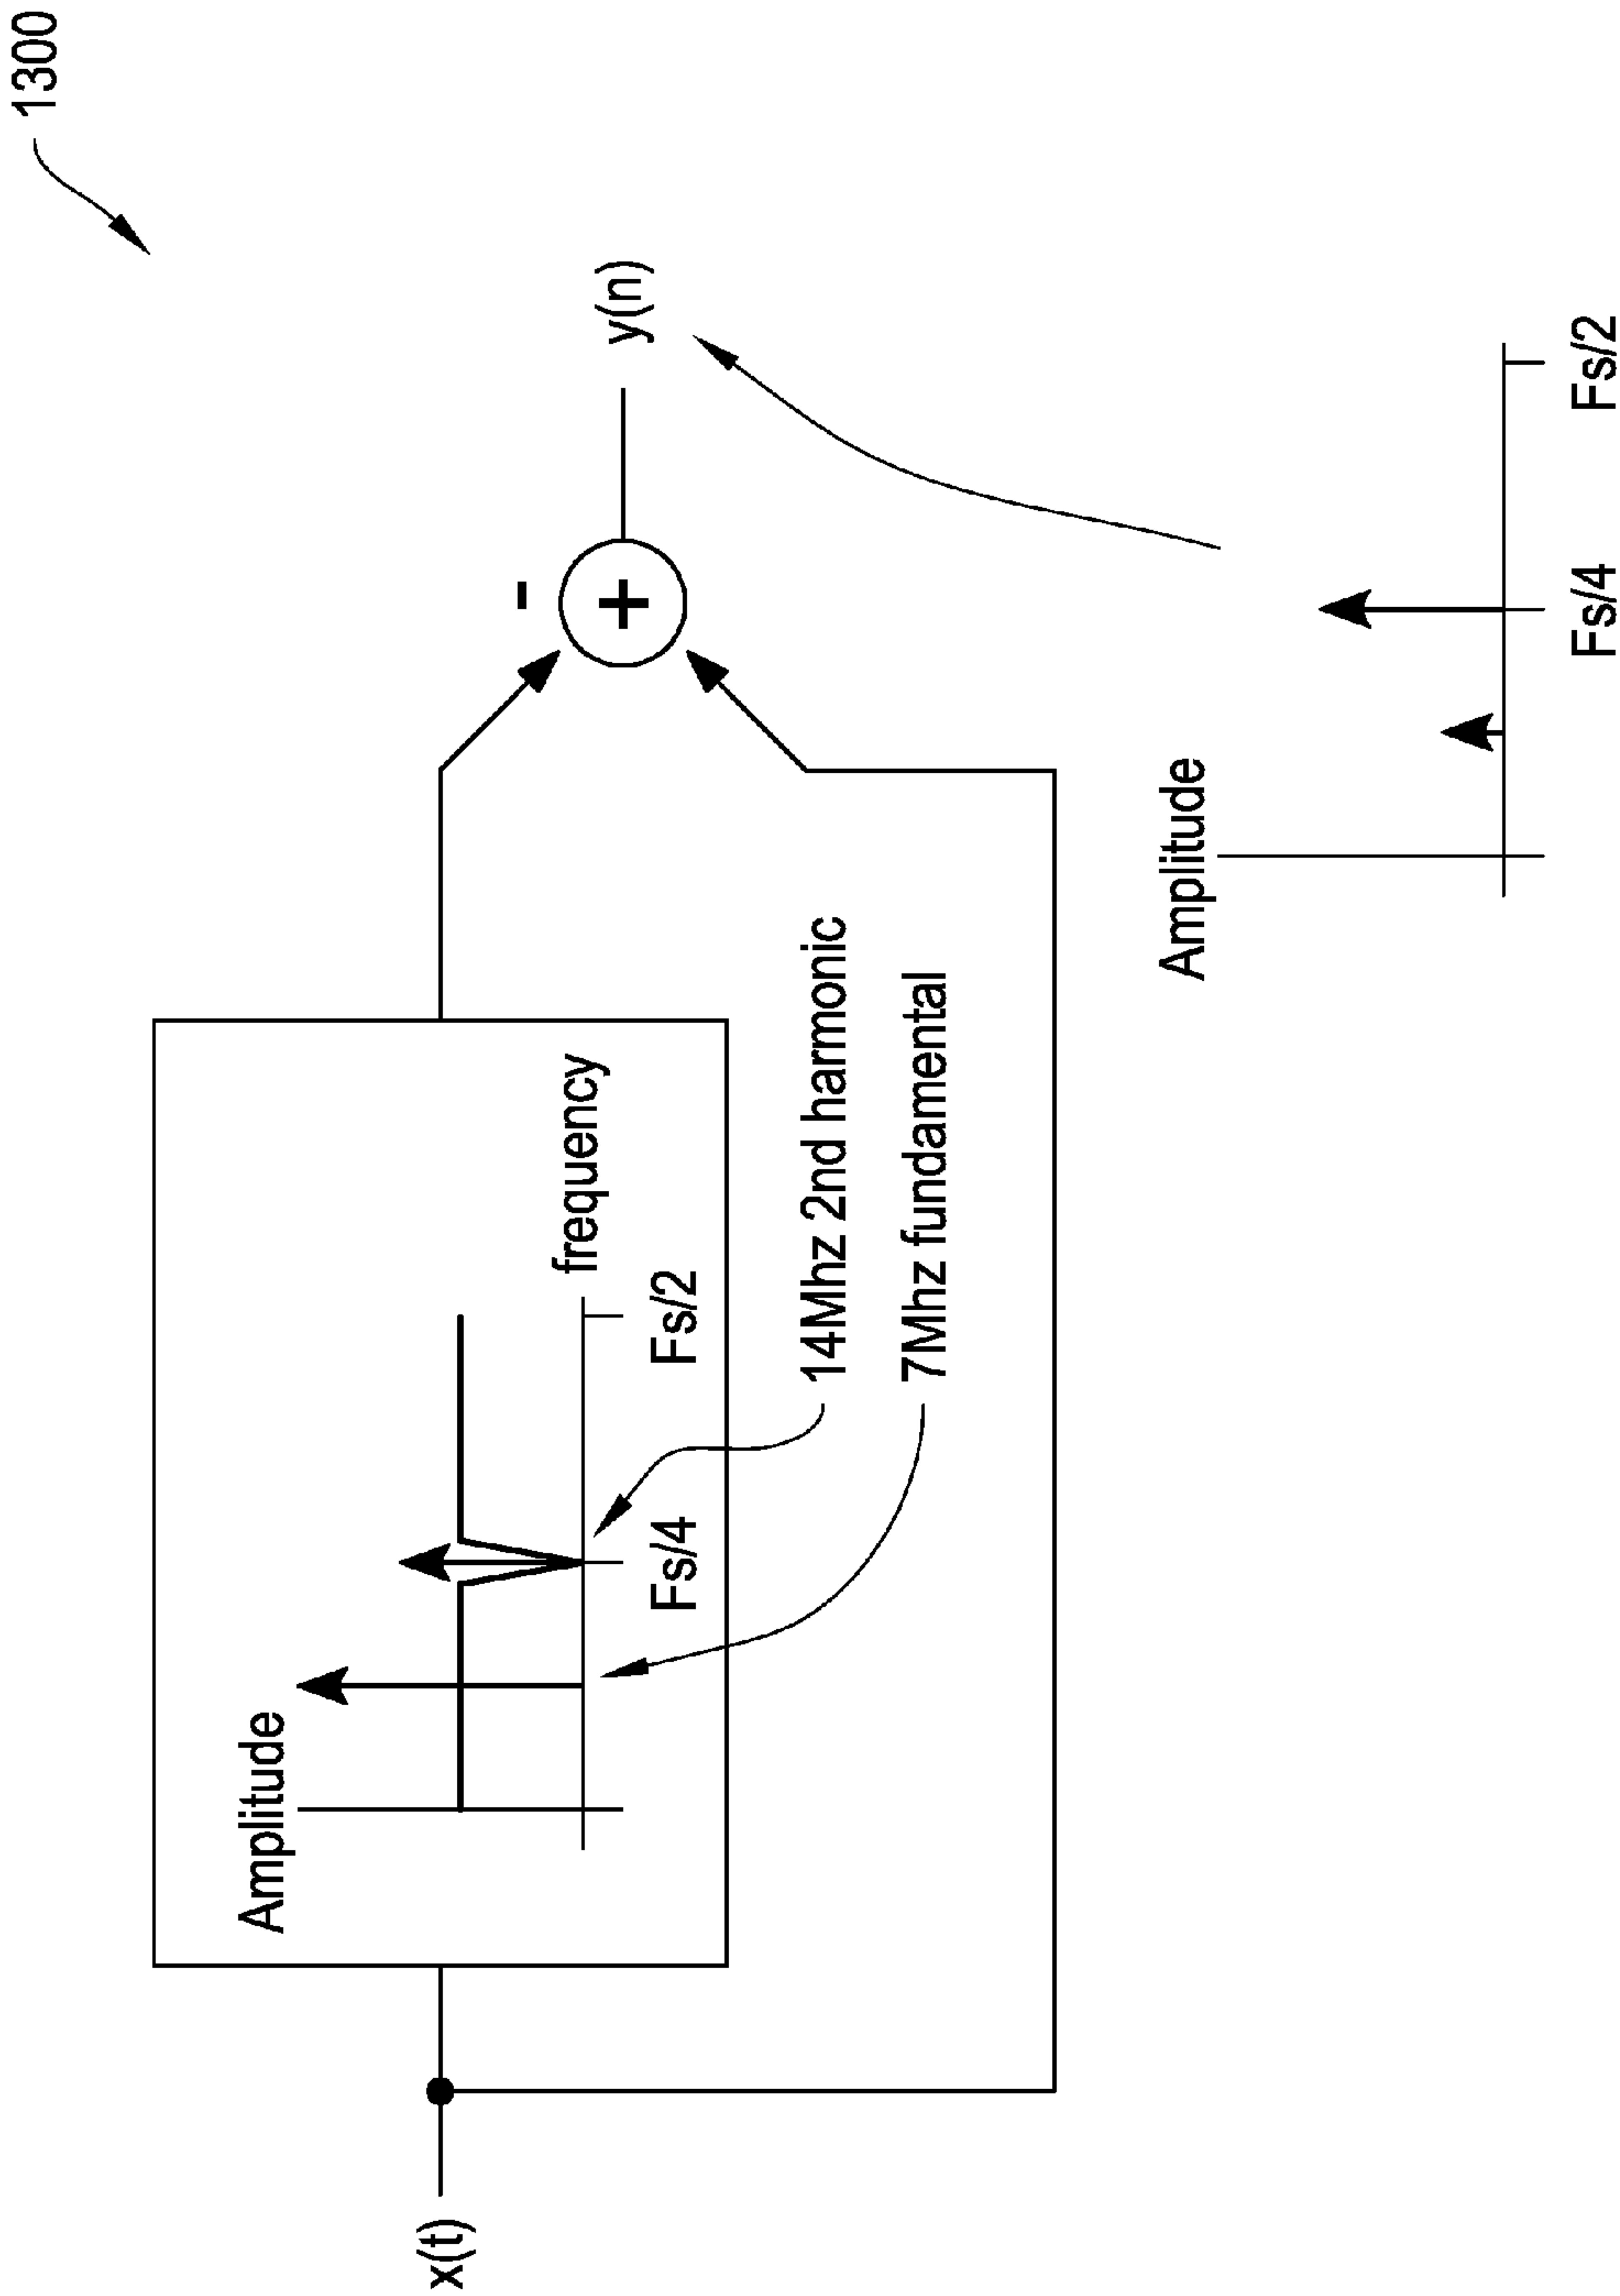 1300
Amplitude
frequency
Fs/4
Fs/2
x(t)
-
+
y(n)
14Mhz 2nd harmonic
7Mhz fundamental
Amplitude
Fs/4
Fs/2